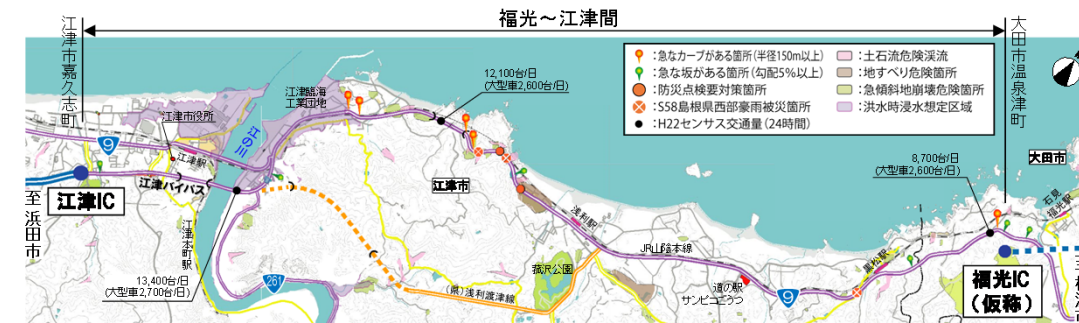 福光～江津間
江津市嘉久志町
大田市温泉津町
：急なカーブがある箇所(半径150m以上)
：急な坂がある箇所(勾配5％以上)
：防災点検要対策箇所
：S58島根県西部豪雨被災箇所
：H22センサス交通量(24時間)
：土石流危険渓流
：地すべり危険箇所
：急傾斜地崩壊危険箇所
：洪水時浸水想定区域
12,100台/日
(大型車2,600台/日)
江津臨海
工業団地
江津市役所
江の川
9
江津駅
江津バイパス
江津IC
至浜田市
江津本町駅
13,400台/日
(大型車2,700台/日)
261
(県)浅利渡津線
江津市
浅利駅
JR山陰本線
菰沢公園
道の駅
サンピコごうつ
9
黒松駅
8,700台/日
(大型車2,600台/日)
大田市
石見
福光駅
福光IC
(仮称)